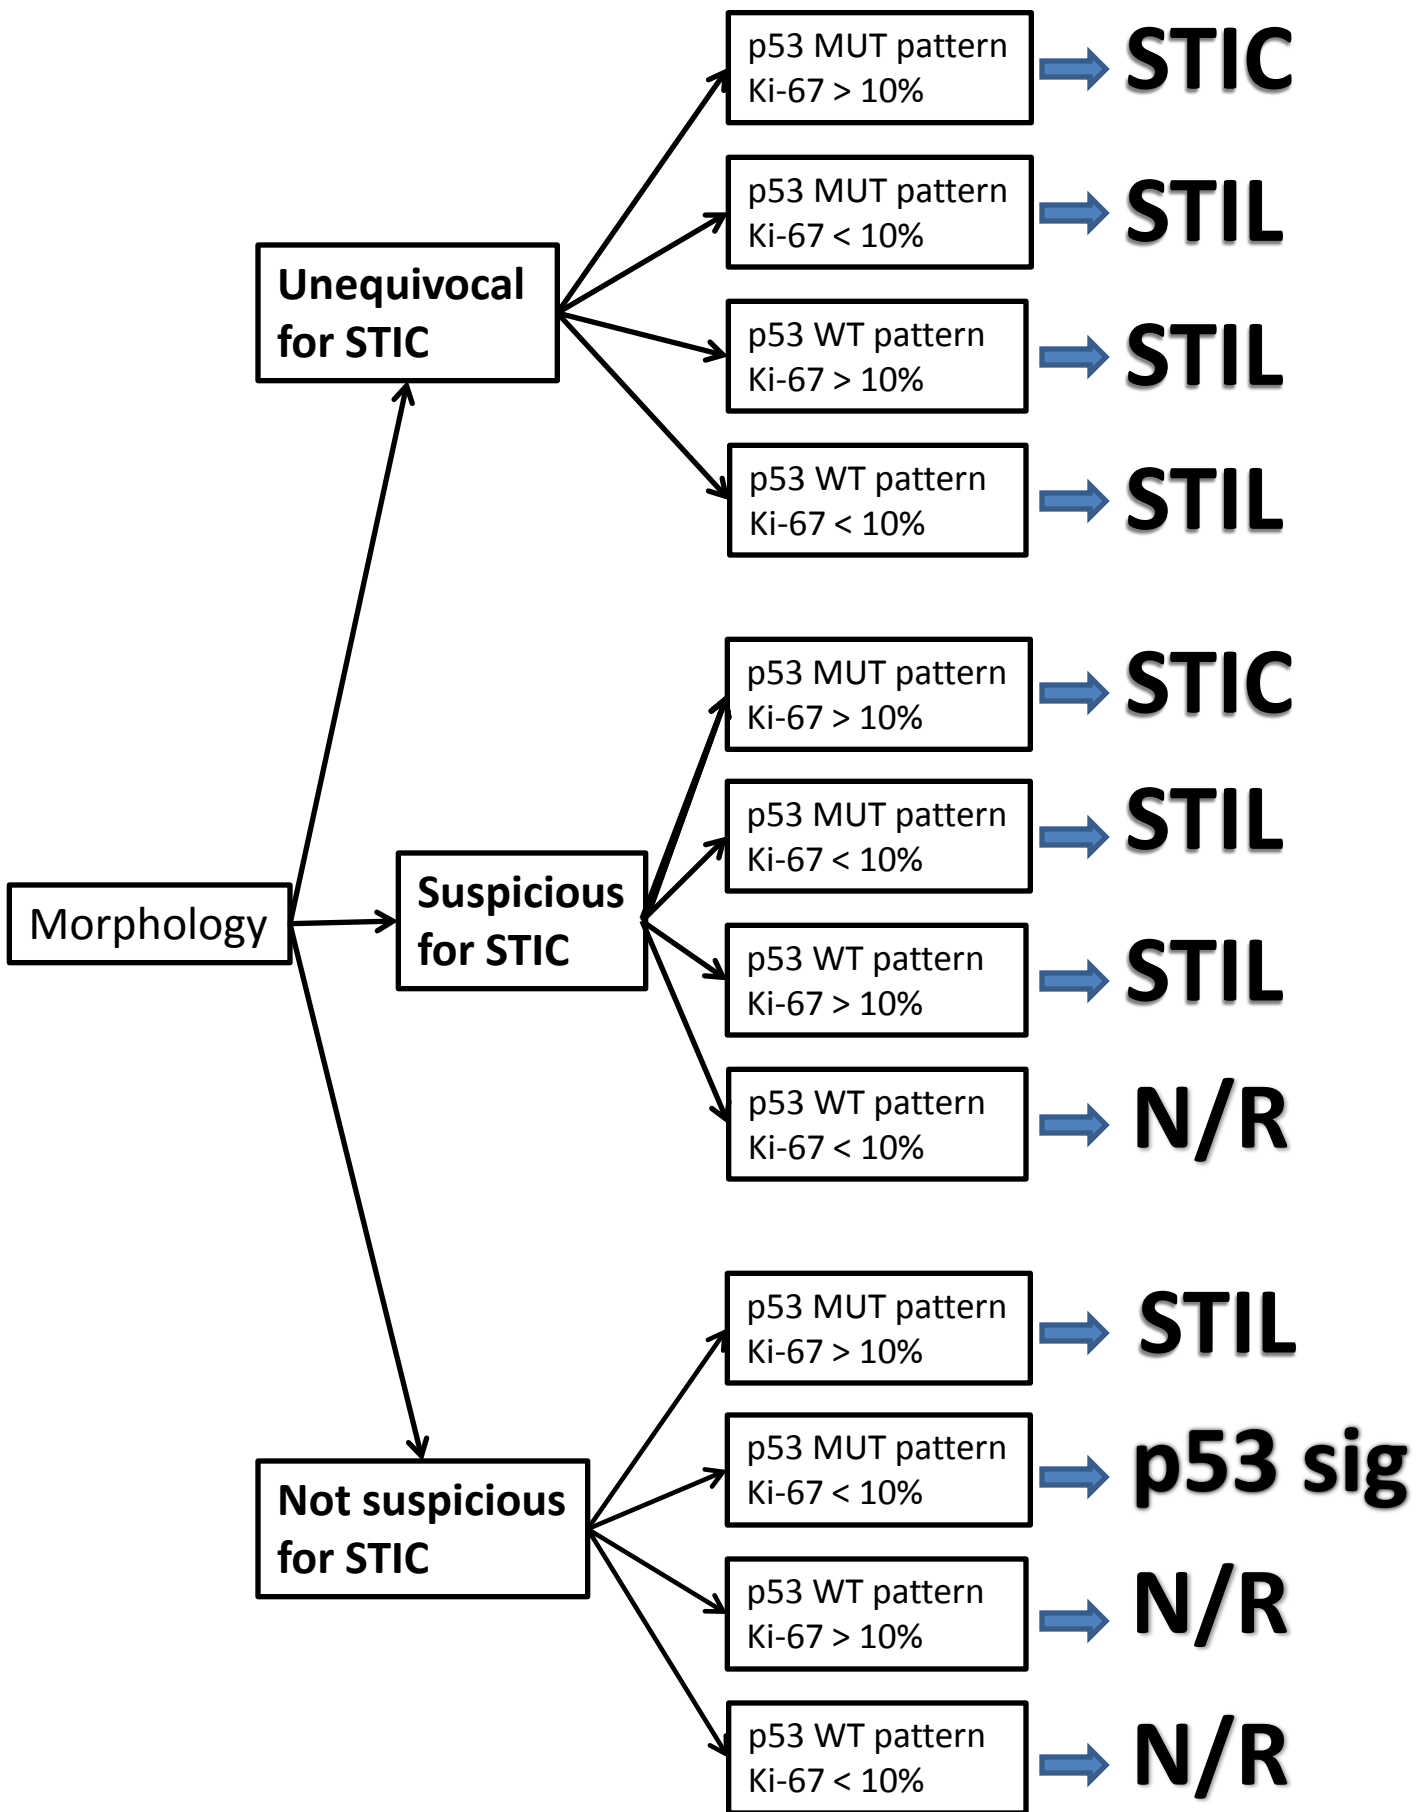 Morphology
Unequivocal
for STIC
p53 MUT pattern
Ki-67 > 10%
STIC
p53 MUT pattern
Ki-67 < 10%
STIL
p53 WT pattern
Ki-67 > 10%
STIL
p53 WT pattern
Ki-67 < 10%
STIL
Suspicious
for STIC
p53 MUT pattern
Ki-67 > 10%
STIC
p53 MUT pattern
Ki-67 < 10%
STIL
p53 WT pattern
Ki-67 > 10%
STIL
p53 WT pattern
Ki-67 < 10%
N/R
Not suspicious
for STIC
p53 MUT pattern
Ki-67 > 10%
STIL
p53 MUT pattern
Ki-67 < 10%
p53 sig
p53 WT pattern
Ki-67 > 10%
N/R
p53 WT pattern
Ki-67 < 10%
N/R